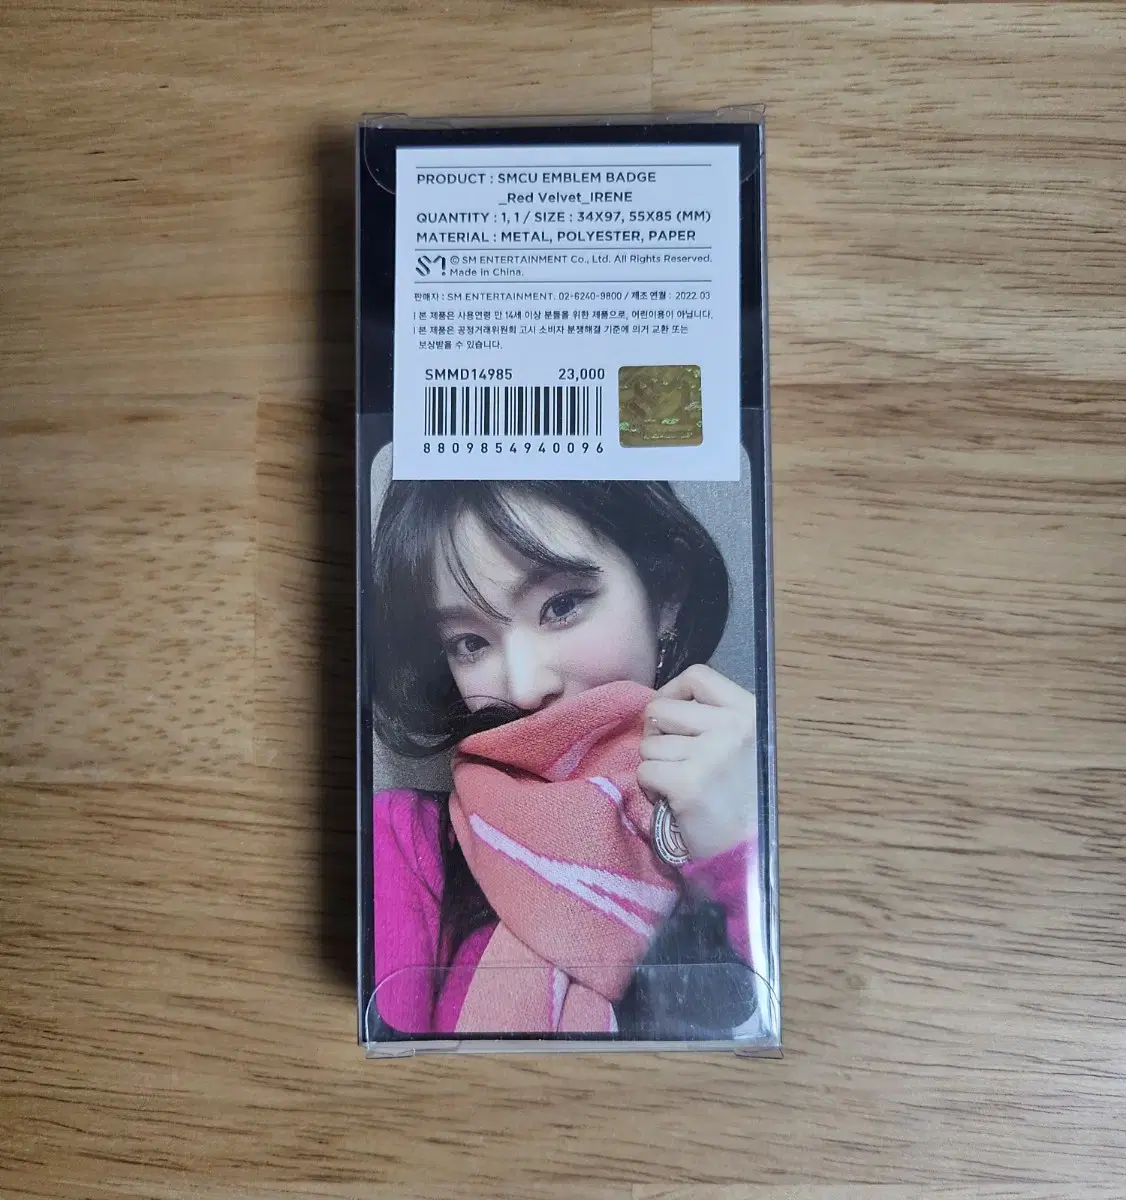 PRODUCT : SMCU EMBLEM BADGE
_Red Velvet_IRENE
QUANTITY : 1, 1 / SIZE : 34X97, 55X85 (MM)
MATERIAL : METAL, POLYESTER, PAPER
© SM ENTERTAINMENT Co., Ltd. All Rights Reserved.
Made in China.
판매자 : SM ENTERTAINMENT. 02-6240-9800 / 제조 연월 : 2022.03
본 제품은 사용연령 만 14세 이상 분들을 위한 제품으로, 어린이용이 아닙니다.
본 제품은 공정거래위원회 고시 소비자 분쟁해결 기준에 의거 교환 또는
보상받을 수 있습니다.
SMMD14985 23,000
8809854940096